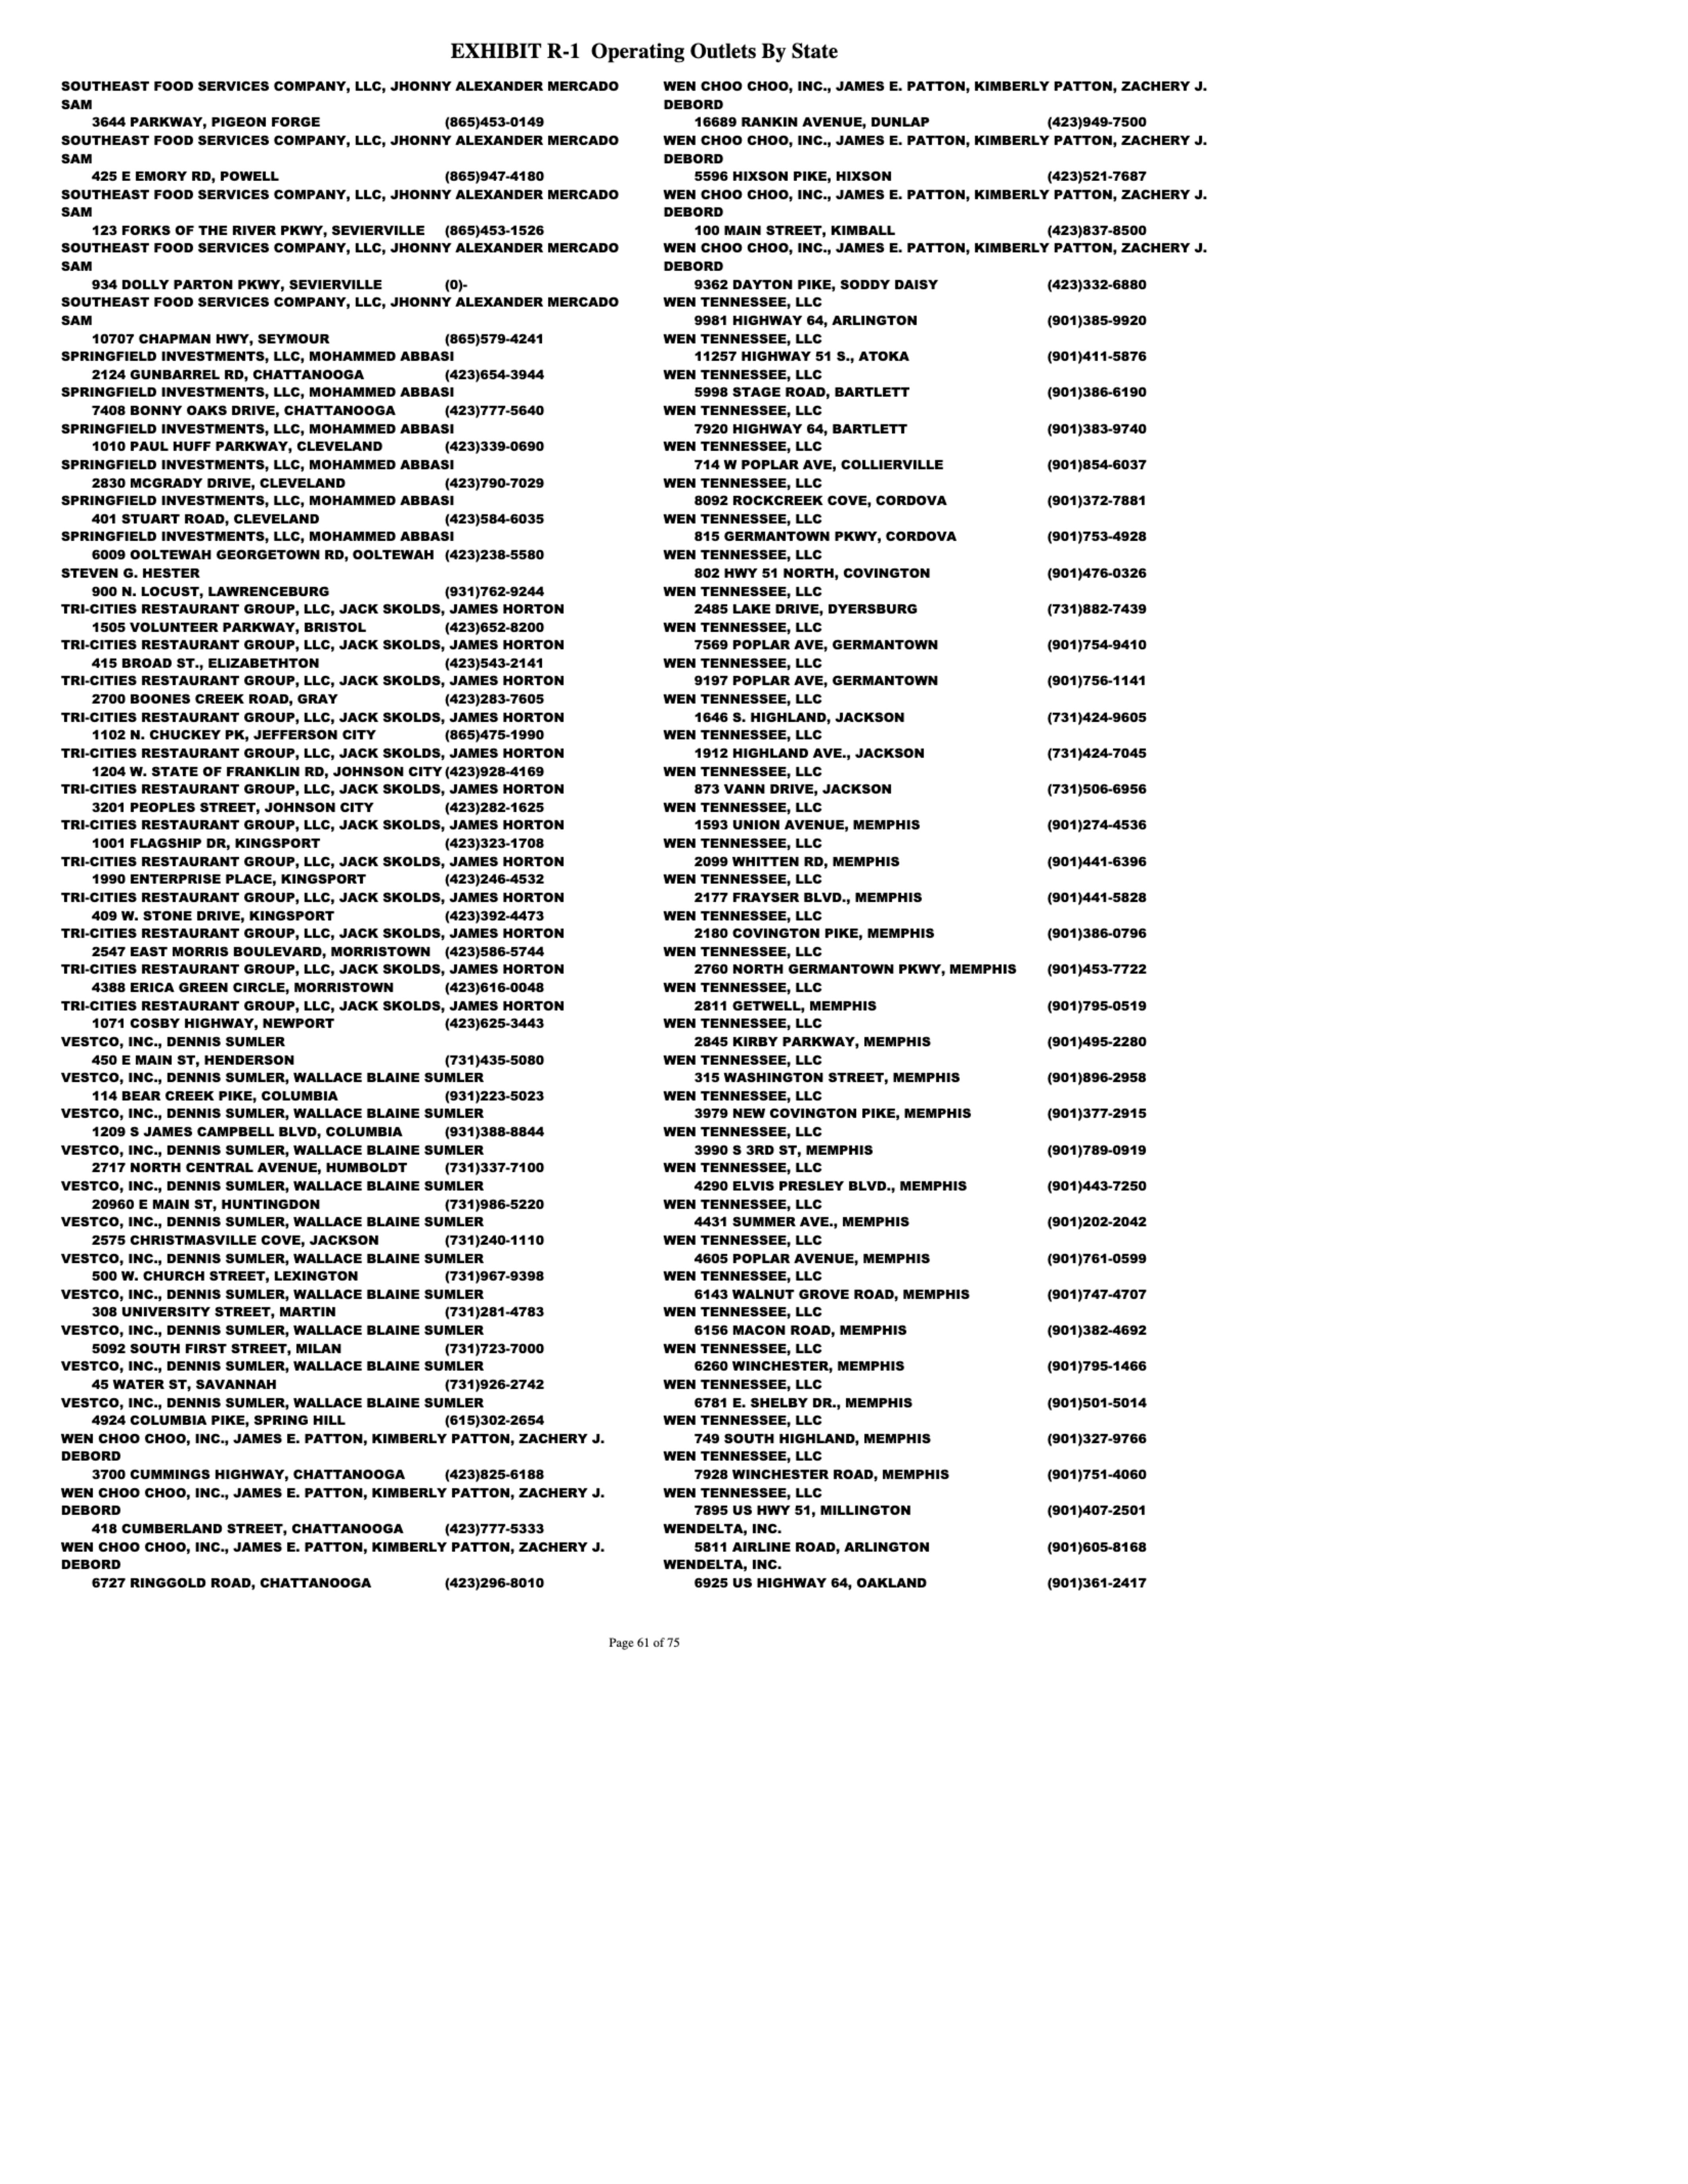 EXHIBIT R-1 Operating Outlets By State
SOUTHEAST FOOD SERVICES COMPANY, LLC, JHONNY ALEXANDER MERCADO
SAM
3644 PARKWAY, PIGEON FORGE (865)453-0149
SOUTHEAST FOOD SERVICES COMPANY, LLC, JHONNY ALEXANDER MERCADO
SAM
425 E EMORY RD, POWELL (865)947-4180
SOUTHEAST FOOD SERVICES COMPANY, LLC, JHONNY ALEXANDER MERCADO
SAM
123 FORKS OF THE RIVER PKWY, SEVIERVILLE (865)453-1526
SOUTHEAST FOOD SERVICES COMPANY, LLC, JHONNY ALEXANDER MERCADO
SAM
934 DOLLY PARTON PKWY, SEVIERVILLE (0)-
SOUTHEAST FOOD SERVICES COMPANY, LLC, JHONNY ALEXANDER MERCADO
SAM
10707 CHAPMAN HWY, SEYMOUR (865)579-4241
SPRINGFIELD INVESTMENTS, LLC, MOHAMMED ABBASI
2124 GUNBARREL RD, CHATTANOOGA (423)654-3944
SPRINGFIELD INVESTMENTS, LLC, MOHAMMED ABBASI
7408 BONNY OAKS DRIVE, CHATTANOOGA (423)777-5640
SPRINGFIELD INVESTMENTS, LLC, MOHAMMED ABBASI
1010 PAUL HUFF PARKWAY, CLEVELAND (423)339-0690
SPRINGFIELD INVESTMENTS, LLC, MOHAMMED ABBASI
2830 MCGRADY DRIVE, CLEVELAND (423)790-7029
SPRINGFIELD INVESTMENTS, LLC, MOHAMMED ABBASI
401 STUART ROAD, CLEVELAND (423)584-6035
SPRINGFIELD INVESTMENTS, LLC, MOHAMMED ABBASI
6009 OOLTEWAH GEORGETOWN RD, OOLTEWAH (423)238-5580
STEVEN G. HESTER
900 N. LOCUST, LAWRENCEBURG (931)762-9244
TRI-CITIES RESTAURANT GROUP, LLC, JACK SKOLDS, JAMES HORTON
1505 VOLUNTEER PARKWAY, BRISTOL (423)652-8200
TRI-CITIES RESTAURANT GROUP, LLC, JACK SKOLDS, JAMES HORTON
415 BROAD ST., ELIZABETHTON (423)543-2141
TRI-CITIES RESTAURANT GROUP, LLC, JACK SKOLDS, JAMES HORTON
2700 BOONES CREEK ROAD, GRAY (423)283-7605
TRI-CITIES RESTAURANT GROUP, LLC, JACK SKOLDS, JAMES HORTON
1102 N. CHUCKEY PK, JEFFERSON CITY (865)475-1990
TRI-CITIES RESTAURANT GROUP, LLC, JACK SKOLDS, JAMES HORTON
1204 W. STATE OF FRANKLIN RD, JOHNSON CITY (423)928-4169
TRI-CITIES RESTAURANT GROUP, LLC, JACK SKOLDS, JAMES HORTON
3201 PEOPLES STREET, JOHNSON CITY (423)282-1625
TRI-CITIES RESTAURANT GROUP, LLC, JACK SKOLDS, JAMES HORTON
1001 FLAGSHIP DR, KINGSPORT (423)323-1708
TRI-CITIES RESTAURANT GROUP, LLC, JACK SKOLDS, JAMES HORTON
1990 ENTERPRISE PLACE, KINGSPORT (423)246-4532
TRI-CITIES RESTAURANT GROUP, LLC, JACK SKOLDS, JAMES HORTON
409 W. STONE DRIVE, KINGSPORT (423)392-4473
TRI-CITIES RESTAURANT GROUP, LLC, JACK SKOLDS, JAMES HORTON
2547 EAST MORRIS BOULEVARD, MORRISTOWN (423)586-5744
TRI-CITIES RESTAURANT GROUP, LLC, JACK SKOLDS, JAMES HORTON
4388 ERICA GREEN CIRCLE, MORRISTOWN (423)616-0048
TRI-CITIES RESTAURANT GROUP, LLC, JACK SKOLDS, JAMES HORTON
1071 COSBY HIGHWAY, NEWPORT (423)625-3443
VESTCO, INC., DENNIS SUMLER
450 E MAIN ST, HENDERSON (731)435-5080
VESTCO, INC., DENNIS SUMLER, WALLACE BLAINE SUMLER
114 BEAR CREEK PIKE, COLUMBIA (931)223-5023
VESTCO, INC., DENNIS SUMLER, WALLACE BLAINE SUMLER
1209 S JAMES CAMPBELL BLVD, COLUMBIA (931)388-8844
VESTCO, INC., DENNIS SUMLER, WALLACE BLAINE SUMLER
2717 NORTH CENTRAL AVENUE, HUMBOLDT (731)337-7100
VESTCO, INC., DENNIS SUMLER, WALLACE BLAINE SUMLER
20960 E MAIN ST, HUNTINGDON (731)986-5220
VESTCO, INC., DENNIS SUMLER, WALLACE BLAINE SUMLER
2575 CHRISTMASVILLE COVE, JACKSON (731)240-1110
VESTCO, INC., DENNIS SUMLER, WALLACE BLAINE SUMLER
500 W. CHURCH STREET, LEXINGTON (731)967-9398
VESTCO, INC., DENNIS SUMLER, WALLACE BLAINE SUMLER
308 UNIVERSITY STREET, MARTIN (731)281-4783
VESTCO, INC., DENNIS SUMLER, WALLACE BLAINE SUMLER
5092 SOUTH FIRST STREET, MILAN (731)723-7000
VESTCO, INC., DENNIS SUMLER, WALLACE BLAINE SUMLER
45 WATER ST, SAVANNAH (731)926-2742
VESTCO, INC., DENNIS SUMLER, WALLACE BLAINE SUMLER
4924 COLUMBIA PIKE, SPRING HILL (615)302-2654
WEN CHOO CHOO, INC., JAMES E. PATTON, KIMBERLY PATTON, ZACHERY J.
DEBORD
3700 CUMMINGS HIGHWAY, CHATTANOOGA (423)825-6188
WEN CHOO CHOO, INC., JAMES E. PATTON, KIMBERLY PATTON, ZACHERY J.
DEBORD
418 CUMBERLAND STREET, CHATTANOOGA (423)777-5333
WEN CHOO CHOO, INC., JAMES E. PATTON, KIMBERLY PATTON, ZACHERY J.
DEBORD
6727 RINGGOLD ROAD, CHATTANOOGA (423)296-8010
WEN CHOO CHOO, INC., JAMES E. PATTON, KIMBERLY PATTON, ZACHERY J.
DEBORD
16689 RANKIN AVENUE, DUNLAP (423)949-7500
WEN CHOO CHOO, INC., JAMES E. PATTON, KIMBERLY PATTON, ZACHERY J.
DEBORD
5596 HIXSON PIKE, HIXSON (423)521-7687
WEN CHOO CHOO, INC., JAMES E. PATTON, KIMBERLY PATTON, ZACHERY J.
DEBORD
100 MAIN STREET, KIMBALL (423)837-8500
WEN CHOO CHOO, INC., JAMES E. PATTON, KIMBERLY PATTON, ZACHERY J.
DEBORD
9362 DAYTON PIKE, SODDY DAISY (423)332-6880
WEN TENNESSEE, LLC
9981 HIGHWAY 64, ARLINGTON (901)385-9920
WEN TENNESSEE, LLC
11257 HIGHWAY 51 S., ATOKA (901)411-5876
WEN TENNESSEE, LLC
5998 STAGE ROAD, BARTLETT (901)386-6190
WEN TENNESSEE, LLC
7920 HIGHWAY 64, BARTLETT (901)383-9740
WEN TENNESSEE, LLC
714 W POPLAR AVE, COLLIERVILLE (901)854-6037
WEN TENNESSEE, LLC
8092 ROCKCREEK COVE, CORDOVA (901)372-7881
WEN TENNESSEE, LLC
815 GERMANTOWN PKWY, CORDOVA (901)753-4928
WEN TENNESSEE, LLC
802 HWY 51 NORTH, COVINGTON (901)476-0326
WEN TENNESSEE, LLC
2485 LAKE DRIVE, DYERSBURG (731)882-7439
WEN TENNESSEE, LLC
7569 POPLAR AVE, GERMANTOWN (901)754-9410
WEN TENNESSEE, LLC
9197 POPLAR AVE, GERMANTOWN (901)756-1141
WEN TENNESSEE, LLC
1646 S. HIGHLAND, JACKSON (731)424-9605
WEN TENNESSEE, LLC
1912 HIGHLAND AVE., JACKSON (731)424-7045
WEN TENNESSEE, LLC
873 VANN DRIVE, JACKSON (731)506-6956
WEN TENNESSEE, LLC
1593 UNION AVENUE, MEMPHIS (901)274-4536
WEN TENNESSEE, LLC
2099 WHITTEN RD, MEMPHIS (901)441-6396
WEN TENNESSEE, LLC
2177 FRAYSER BLVD., MEMPHIS (901)441-5828
WEN TENNESSEE, LLC
2180 COVINGTON PIKE, MEMPHIS (901)386-0796
WEN TENNESSEE, LLC
2760 NORTH GERMANTOWN PKWY, MEMPHIS (901)453-7722
WEN TENNESSEE, LLC
2811 GETWELL, MEMPHIS (901)795-0519
WEN TENNESSEE, LLC
2845 KIRBY PARKWAY, MEMPHIS (901)495-2280
WEN TENNESSEE, LLC
315 WASHINGTON STREET, MEMPHIS (901)896-2958
WEN TENNESSEE, LLC
3979 NEW COVINGTON PIKE, MEMPHIS (901)377-2915
WEN TENNESSEE, LLC
3990 S 3RD ST, MEMPHIS (901)789-0919
WEN TENNESSEE, LLC
4290 ELVIS PRESLEY BLVD., MEMPHIS (901)443-7250
WEN TENNESSEE, LLC
4431 SUMMER AVE., MEMPHIS (901)202-2042
WEN TENNESSEE, LLC
4605 POPLAR AVENUE, MEMPHIS (901)761-0599
WEN TENNESSEE, LLC
6143 WALNUT GROVE ROAD, MEMPHIS (901)747-4707
WEN TENNESSEE, LLC
6156 MACON ROAD, MEMPHIS (901)382-4692
WEN TENNESSEE, LLC
6260 WINCHESTER, MEMPHIS (901)795-1466
WEN TENNESSEE, LLC
6781 E. SHELBY DR., MEMPHIS (901)501-5014
WEN TENNESSEE, LLC
749 SOUTH HIGHLAND, MEMPHIS (901)327-9766
WEN TENNESSEE, LLC
7928 WINCHESTER ROAD, MEMPHIS (901)751-4060
WEN TENNESSEE, LLC
7895 US HWY 51, MILLINGTON (901)407-2501
WENDELTA, INC.
5811 AIRLINE ROAD, ARLINGTON (901)605-8168
WENDELTA, INC.
6925 US HIGHWAY 64, OAKLAND (901)361-2417
Page 61 of 75